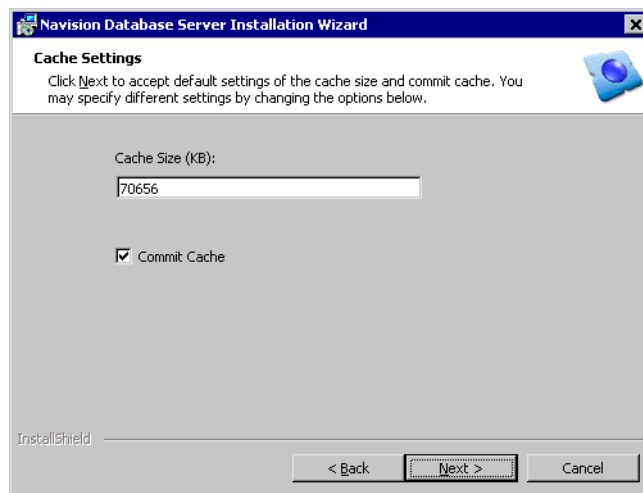 Navision Database Server Installation Wizard
Cache Settings
Click Next to accept default settings of the cache size and commit cache. You
may specify different settings by changing the options below.
Cache Size (KB):
70656
Commit Cache
InstallShield
< Back Next > Cancel